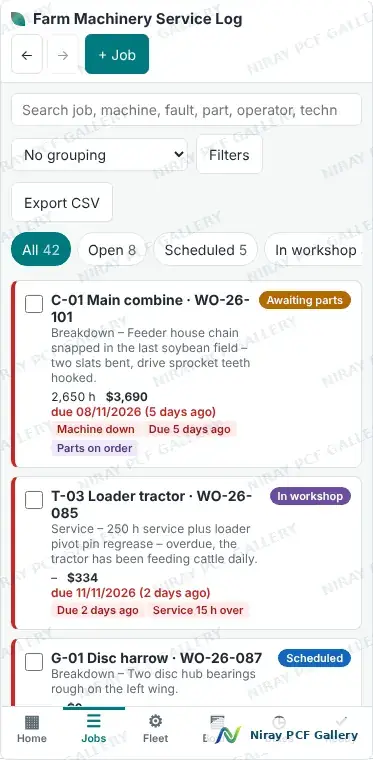 Farm Machinery Service Log
← → + Job
Search job, machine, fault, part, operator, techn
No grouping Filters
Export CSV
All 42 Open 8 Scheduled 5 In workshop
C-01 Main combine · WO-26-
101
Awaiting parts
Breakdown – Feeder house chain
snapped in the last soybean field –
two slats bent, drive sprocket teeth
hooked.
2,650 h $3,690
due 08/11/2026 (5 days ago)
Machine down Due 5 days ago
Parts on order
T-03 Loader tractor · WO-26-
085
In workshop
Service – 250 h service plus loader
pivot pin regrease – overdue, the
tractor has been feeding cattle daily.
– $334
due 11/11/2026 (2 days ago)
Due 2 days ago Service 15 h over
G-01 Disc harrow · WO-26-087
Scheduled
Breakdown – Two disc hub bearings
rough on the left wing.
Home Jobs Fleet
Niray PCF Gallery
NIRAY PCF GALLERY